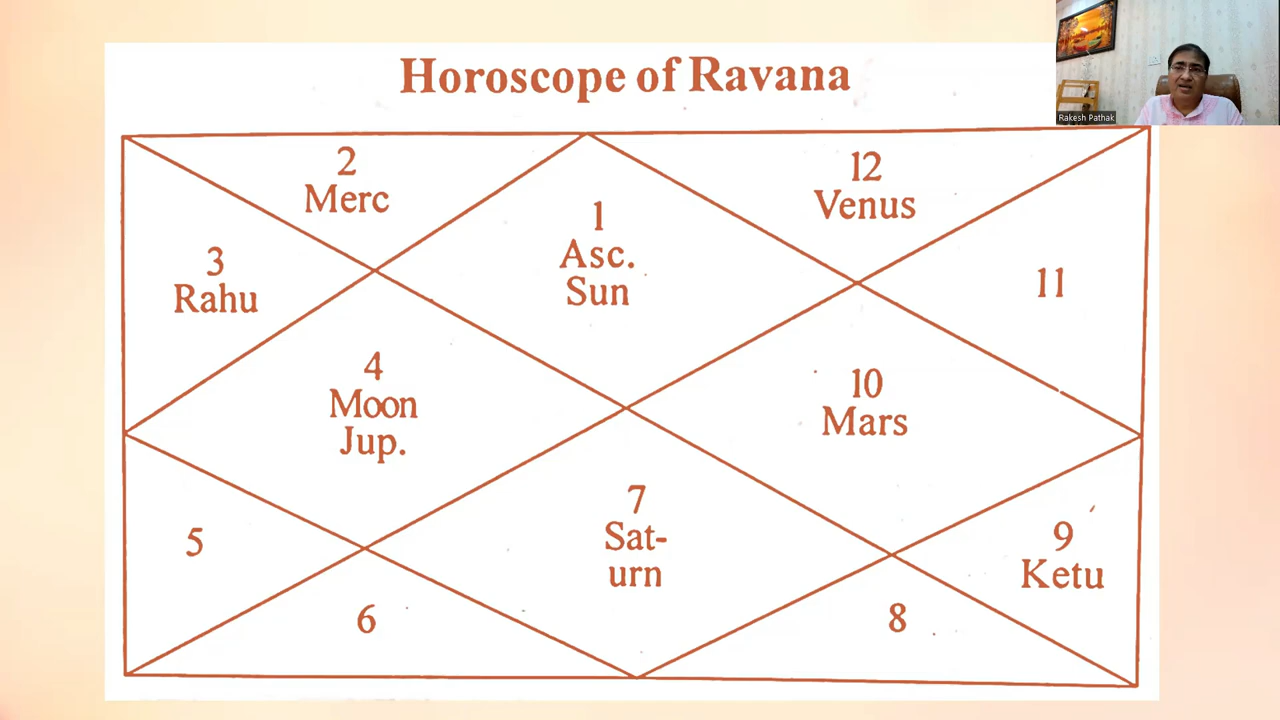 Horoscope of Ravana
Rakesh Pathak
2
Merc
12
Venus
1
Asc.
Sun
3
Rahu
11
4
Moon
Jup.
10
Mars
5
7
Sat-
urn
9
Ketu
6
8